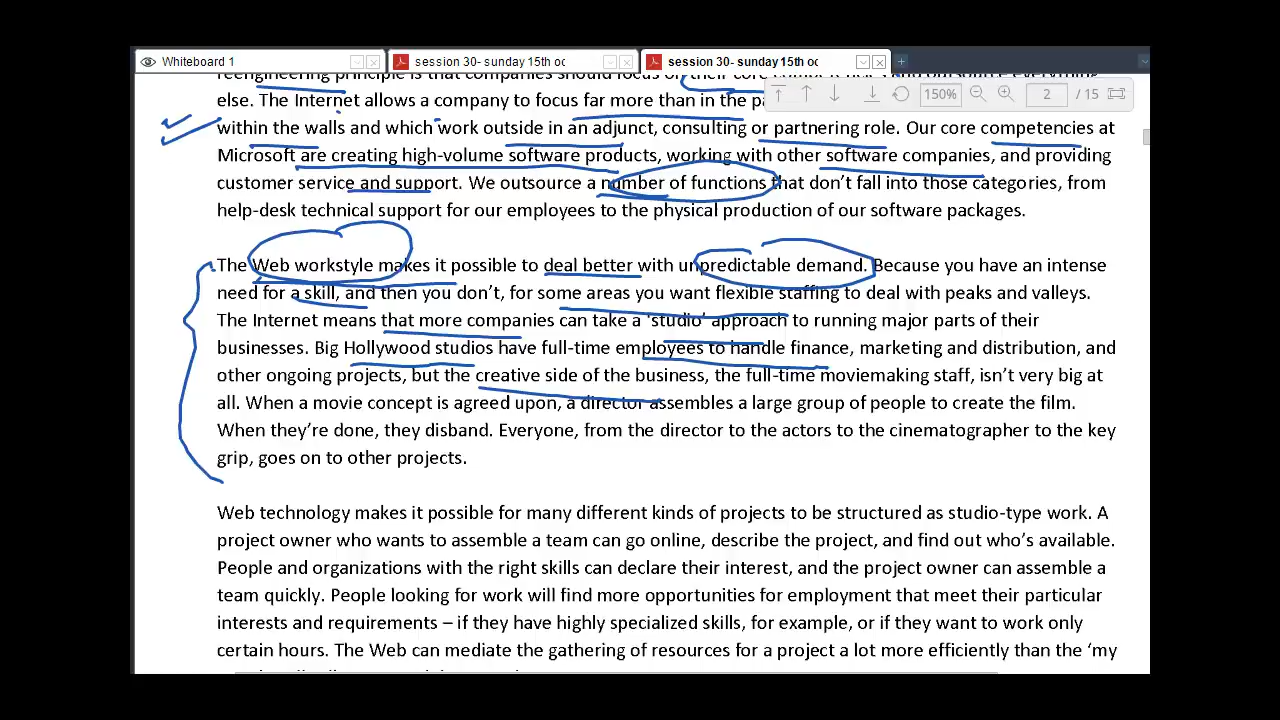 Whiteboard 1
session 30- sunday 15th oc
session 30- sunday 15th oc
150%
2
/ 15
reengineering principle is that companies should focus on their core
else. The Internet allows a company to focus far more than in the pa
within the walls and which work outside in an adjunct, consulting or partnering role. Our core competencies at
Microsoft are creating high-volume software products, working with other software companies, and providing
customer service and support. We outsource a number of functions that don’t fall into those categories, from
help-desk technical support for our employees to the physical production of our software packages.
The Web workstyle makes it possible to deal better with unpredictable demand. Because you have an intense
need for a skill, and then you don’t, for some areas you want flexible staffing to deal with peaks and valleys.
The Internet means that more companies can take a ‘studio’ approach to running major parts of their
businesses. Big Hollywood studios have full-time employees to handle finance, marketing and distribution, and
other ongoing projects, but the creative side of the business, the full-time moviemaking staff, isn’t very big at
all. When a movie concept is agreed upon, a director assembles a large group of people to create the film.
When they’re done, they disband. Everyone, from the director to the actors to the cinematographer to the key
grip, goes on to other projects.
Web technology makes it possible for many different kinds of projects to be structured as studio-type work. A
project owner who wants to assemble a team can go online, describe the project, and find out who’s available.
People and organizations with the right skills can declare their interest, and the project owner can assemble a
team quickly. People looking for work will find more opportunities for employment that meet their particular
interests and requirements – if they have highly specialized skills, for example, or if they want to work only
certain hours. The Web can mediate the gathering of resources for a project a lot more efficiently than the ‘my